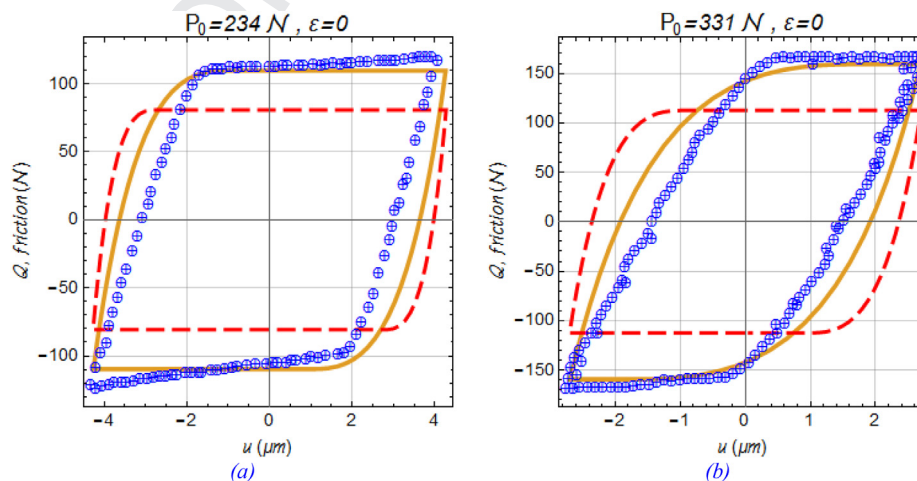 P₀=234 N , ε=0
Q, friction (N)
100
50
0
−50
−100
−4
−2
0
2
4
u (μm)
(a)
P₀=331 N , ε=0
Q, friction (N)
150
100
50
0
−50
−100
−150
−2
−1
0
1
2
u (μm)
(b)